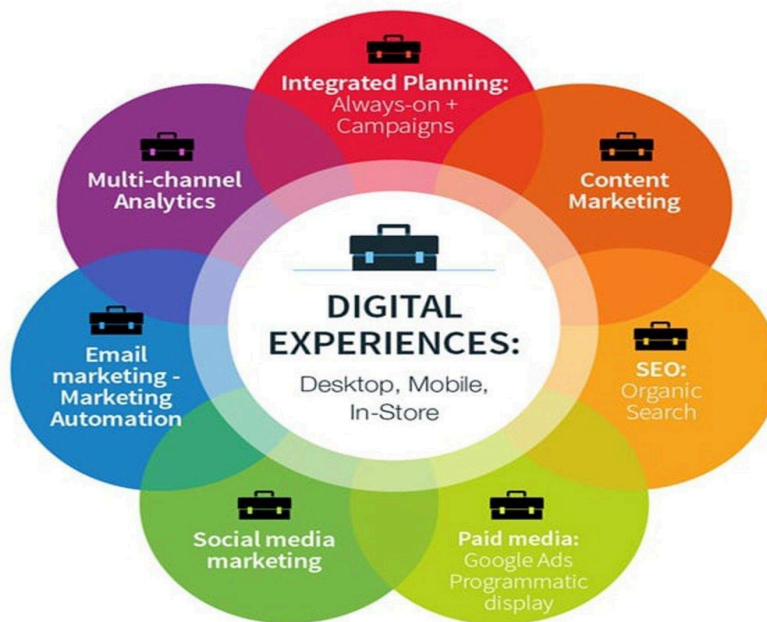 Integrated Planning:
Always-on +
Campaigns
Content
Marketing
SEO:
Organic
Search
Paid media:
Google Ads
Programmatic
display
Social media
marketing
Email
marketing -
Marketing
Automation
Multi-channel
Analytics
DIGITAL
EXPERIENCES:
Desktop, Mobile,
In-Store